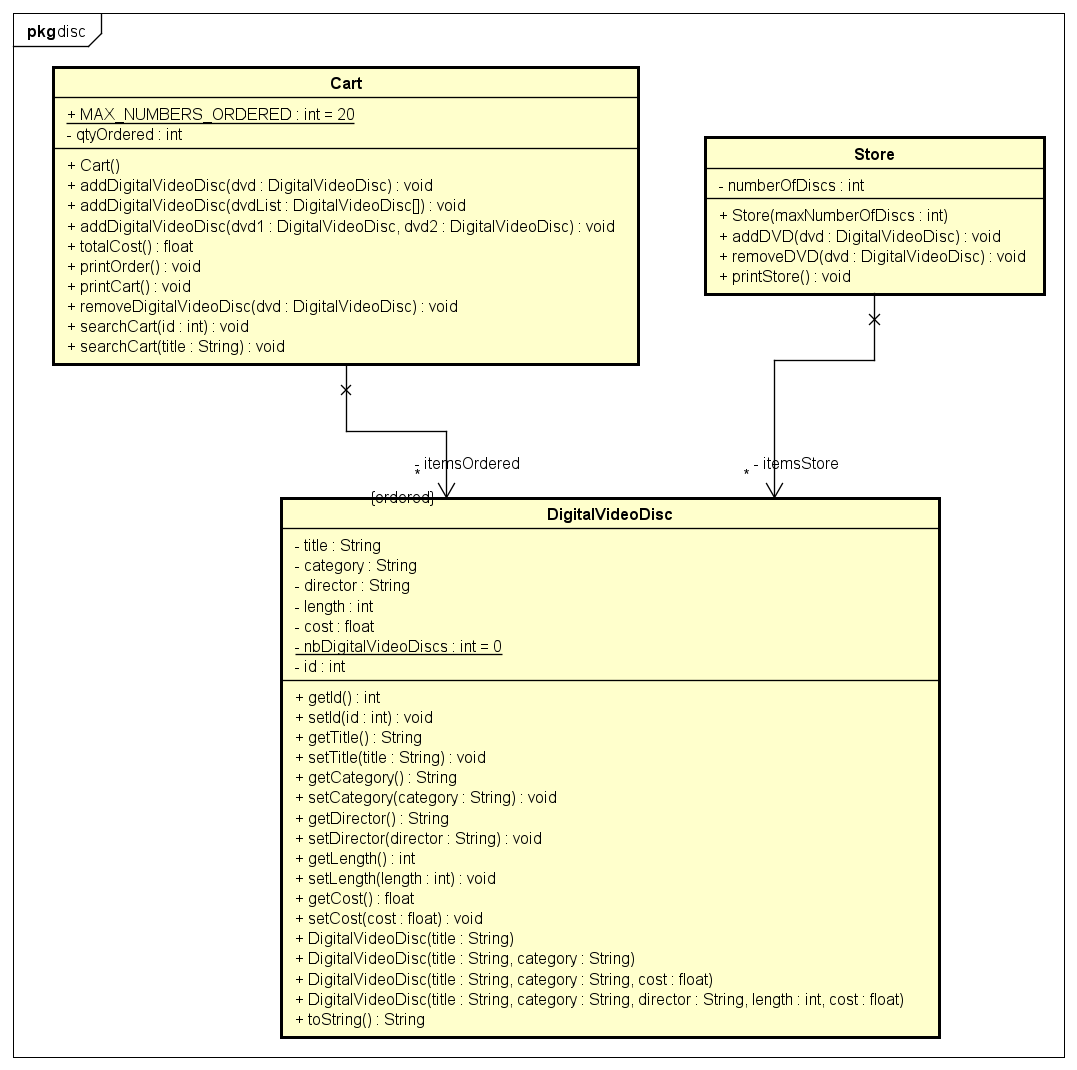 pkg disc
Cart
+ MAX_NUMBERS_ORDERED : int = 20
- qtyOrdered : int
+ Cart()
+ addDigitalVideoDisc(dvd : DigitalVideoDisc) : void
+ addDigitalVideoDisc(dvdList : DigitalVideoDisc[]) : void
+ addDigitalVideoDisc(dvd1 : DigitalVideoDisc, dvd2 : DigitalVideoDisc) : void
+ totalCost() : float
+ printOrder() : void
+ printCart() : void
+ removeDigitalVideoDisc(dvd : DigitalVideoDisc) : void
+ searchCart(id : int) : void
+ searchCart(title : String) : void
Store
- numberOfDiscs : int
+ Store(maxNumberOfDiscs : int)
+ addDVD(dvd : DigitalVideoDisc) : void
+ removeDVD(dvd : DigitalVideoDisc) : void
+ printStore() : void
- itemsOrdered
*
{ordered}
- itemsStore
*
DigitalVideoDisc
- title : String
- category : String
- director : String
- length : int
- cost : float
- nbDigitalVideoDiscs : int = 0
- id : int
+ getId() : int
+ setId(id : int) : void
+ getTitle() : String
+ setTitle(title : String) : void
+ getCategory() : String
+ setCategory(category : String) : void
+ getDirector() : String
+ setDirector(director : String) : void
+ getLength() : int
+ setLength(length : int) : void
+ getCost() : float
+ setCost(cost : float) : void
+ DigitalVideoDisc(title : String)
+ DigitalVideoDisc(title : String, category : String)
+ DigitalVideoDisc(title : String, category : String, cost : float)
+ DigitalVideoDisc(title : String, category : String, director : String, length : int, cost : float)
+ toString() : String